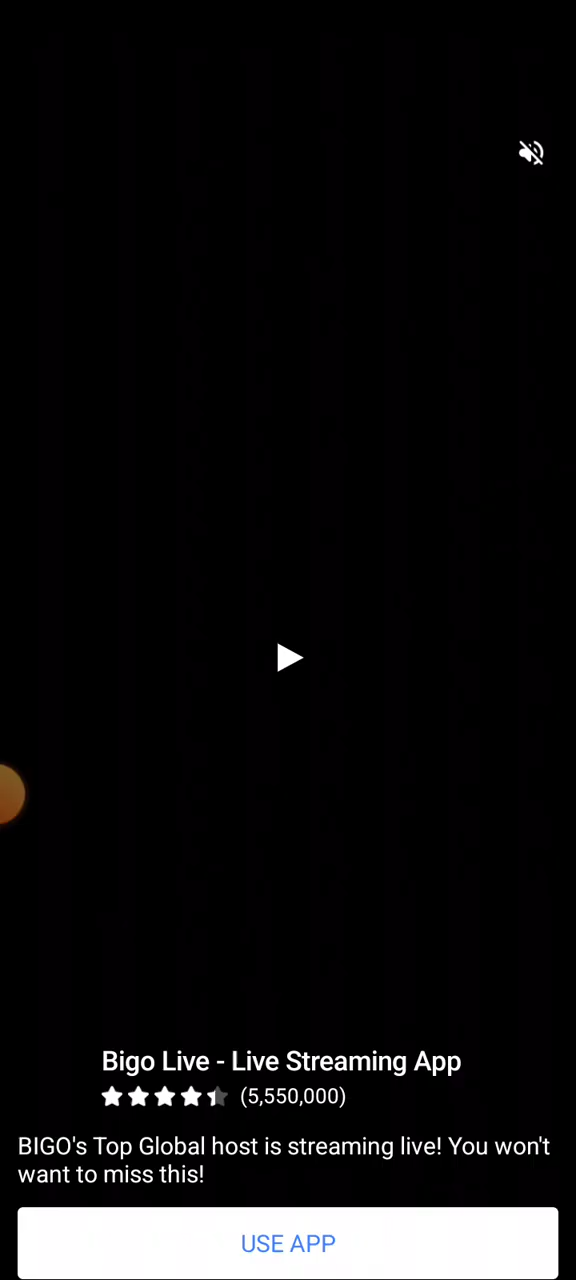 Bigo Live - Live Streaming App
(5,550,000)
BIGO's Top Global host is streaming live! You won't
want to miss this!
USE APP